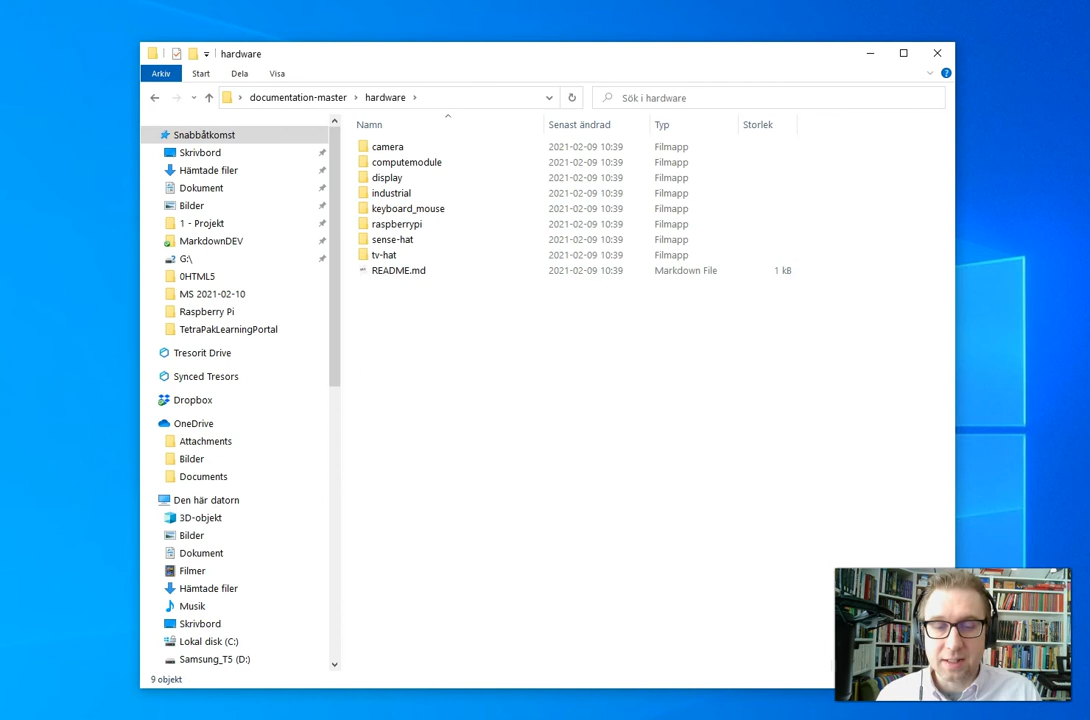 hardware
Arkiv Start Dela Visa
documentation-master hardware Sök i hardware
Namn Senast ändrad Typ Storlek
Snabbåtkomst
Skrivbord
Hämtade filer
Dokument
Bilder
1 - Projekt
MarkdownDEV
G:\
0HTML5
MS 2021-02-10
Raspberry Pi
TetraPakLearningPortal
Tresorit Drive
Synced Tresors
Dropbox
OneDrive
Attachments
Bilder
Documents
Den här datorn
3D-objekt
Bilder
Dokument
Filmer
Hämtade filer
Musik
Skrivbord
Lokal disk (C:)
Samsung_T5 (D:)
camera 2021-02-09 10:39 Filmapp
computemodule 2021-02-09 10:39 Filmapp
display 2021-02-09 10:39 Filmapp
industrial 2021-02-09 10:39 Filmapp
keyboard_mouse 2021-02-09 10:39 Filmapp
raspberrypi 2021-02-09 10:39 Filmapp
sense-hat 2021-02-09 10:39 Filmapp
tv-hat 2021-02-09 10:39 Filmapp
README.md 2021-02-09 10:39 Markdown File 1 kB
9 objekt